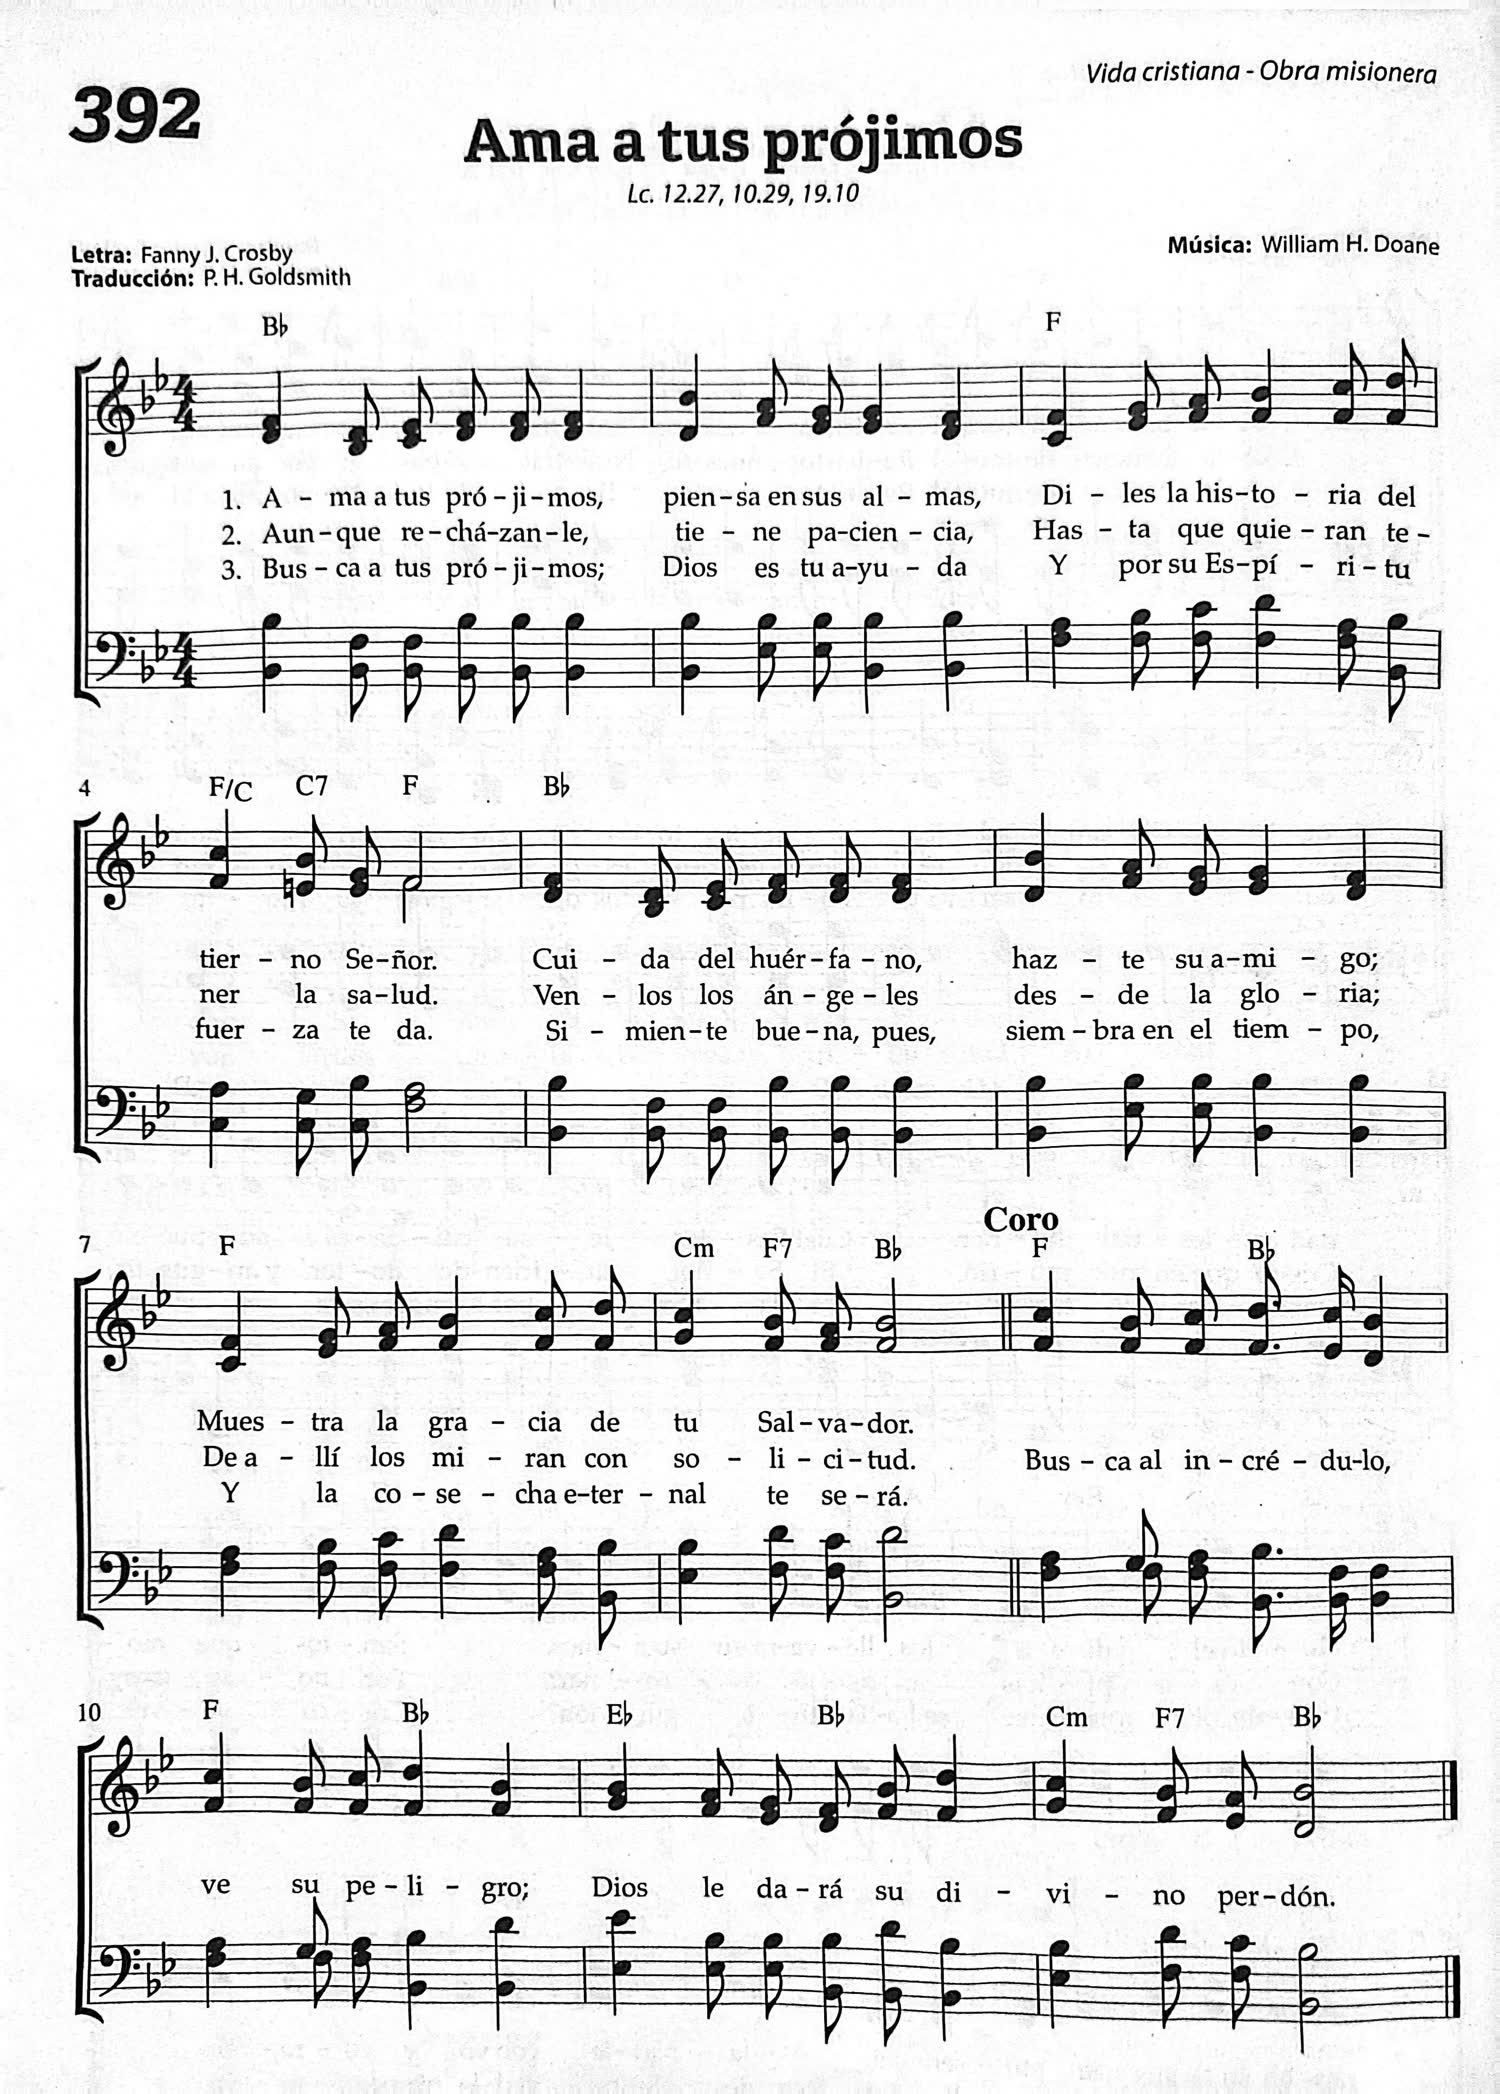 Vida cristiana - Obra misionera
392
Ama a tus prójimos
Lc. 12.27, 10.29, 19.10
Letra: Fanny J. Crosby
Música: William H. Doane
Traducción: P. H. Goldsmith
B♭ F
4/4
1. A - ma a tus pró-ji-mos, pien-sa en sus al-mas, Di - les la his-to - ria del
2. Aun-que re-chá-zan-le, tie - ne pa-cien-cia, Has - ta que quie-ran te-
3. Bus-ca a tus pró-ji-mos; Dios es tu a-yu-da Y por su Es-pí - ri-tu
4/4
4 F/C C7 F B♭
tier - no Se-ñor. Cui - da del huér-fa-no, haz - te su a-mi - go;
ner la sa-lud. Ven - los los án-ge-les des - de la glo - ria;
fuer - za te da. Si - mien-te bue-na, pues, siem-bra en el tiem - po,
Coro
7 F Cm F7 B♭ F B♭
Mues - tra la gra - cia de tu Sal-va-dor.
De a - llí los mi - ran con so - li - ci-tud. Bus - ca al in-cré - du-lo,
Y la co-se - cha e-ter - nal te se-rá.
10 F B♭ E♭ B♭ Cm F7 B♭
ve su pe-li - gro; Dios le da-rá su di - vi - no per-dón.